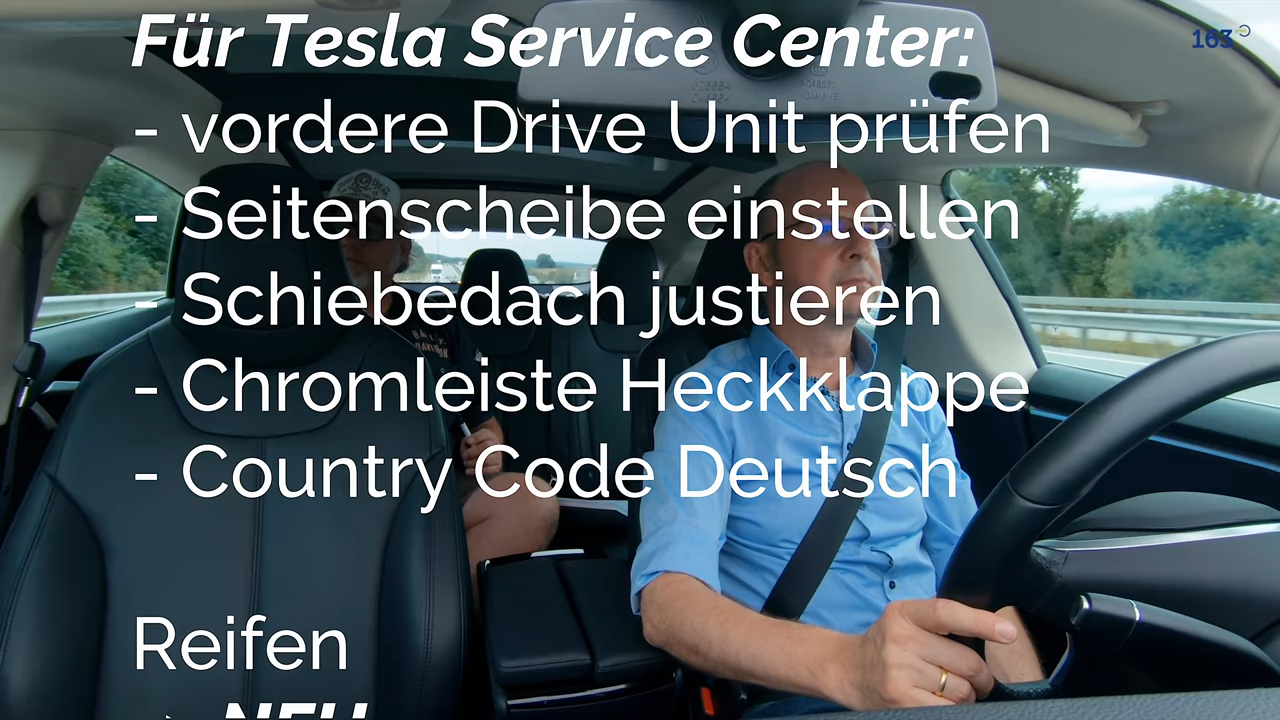 163
Für Tesla Service Center:
- vordere Drive Unit prüfen
- Seitenscheibe einstellen
- Schiebedach justieren
- Chromleiste Heckklappe
- Country Code Deutsch
Reifen
NEU